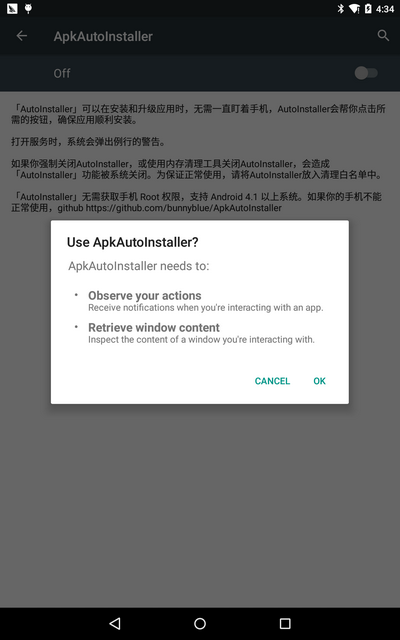 4:34
ApkAutoInstaller
Off
「AutoInstaller」可以在安装和升级应用时，无需一直盯着手机，AutoInstaller会帮你点击所
需的按钮，确保应用顺利安装。
打开服务时，系统会弹出例行的警告。
如果你强制关闭AutoInstaller，或使用内存清理工具关闭AutoInstaller，会造成
「AutoInstaller」功能被系统关闭。为保证正常使用，请将AutoInstaller放入清理白名单中。
「AutoInstaller」无需获取手机 Root 权限，支持 Android 4.1 以上系统。如果你的手机不能
正常使用，github https://github.com/bunnyblue/ApkAutoInstaller
Use ApkAutoInstaller?
ApkAutoInstaller needs to:
• Observe your actions
Receive notifications when you're interacting with an app.
• Retrieve window content
Inspect the content of a window you're interacting with.
CANCEL OK